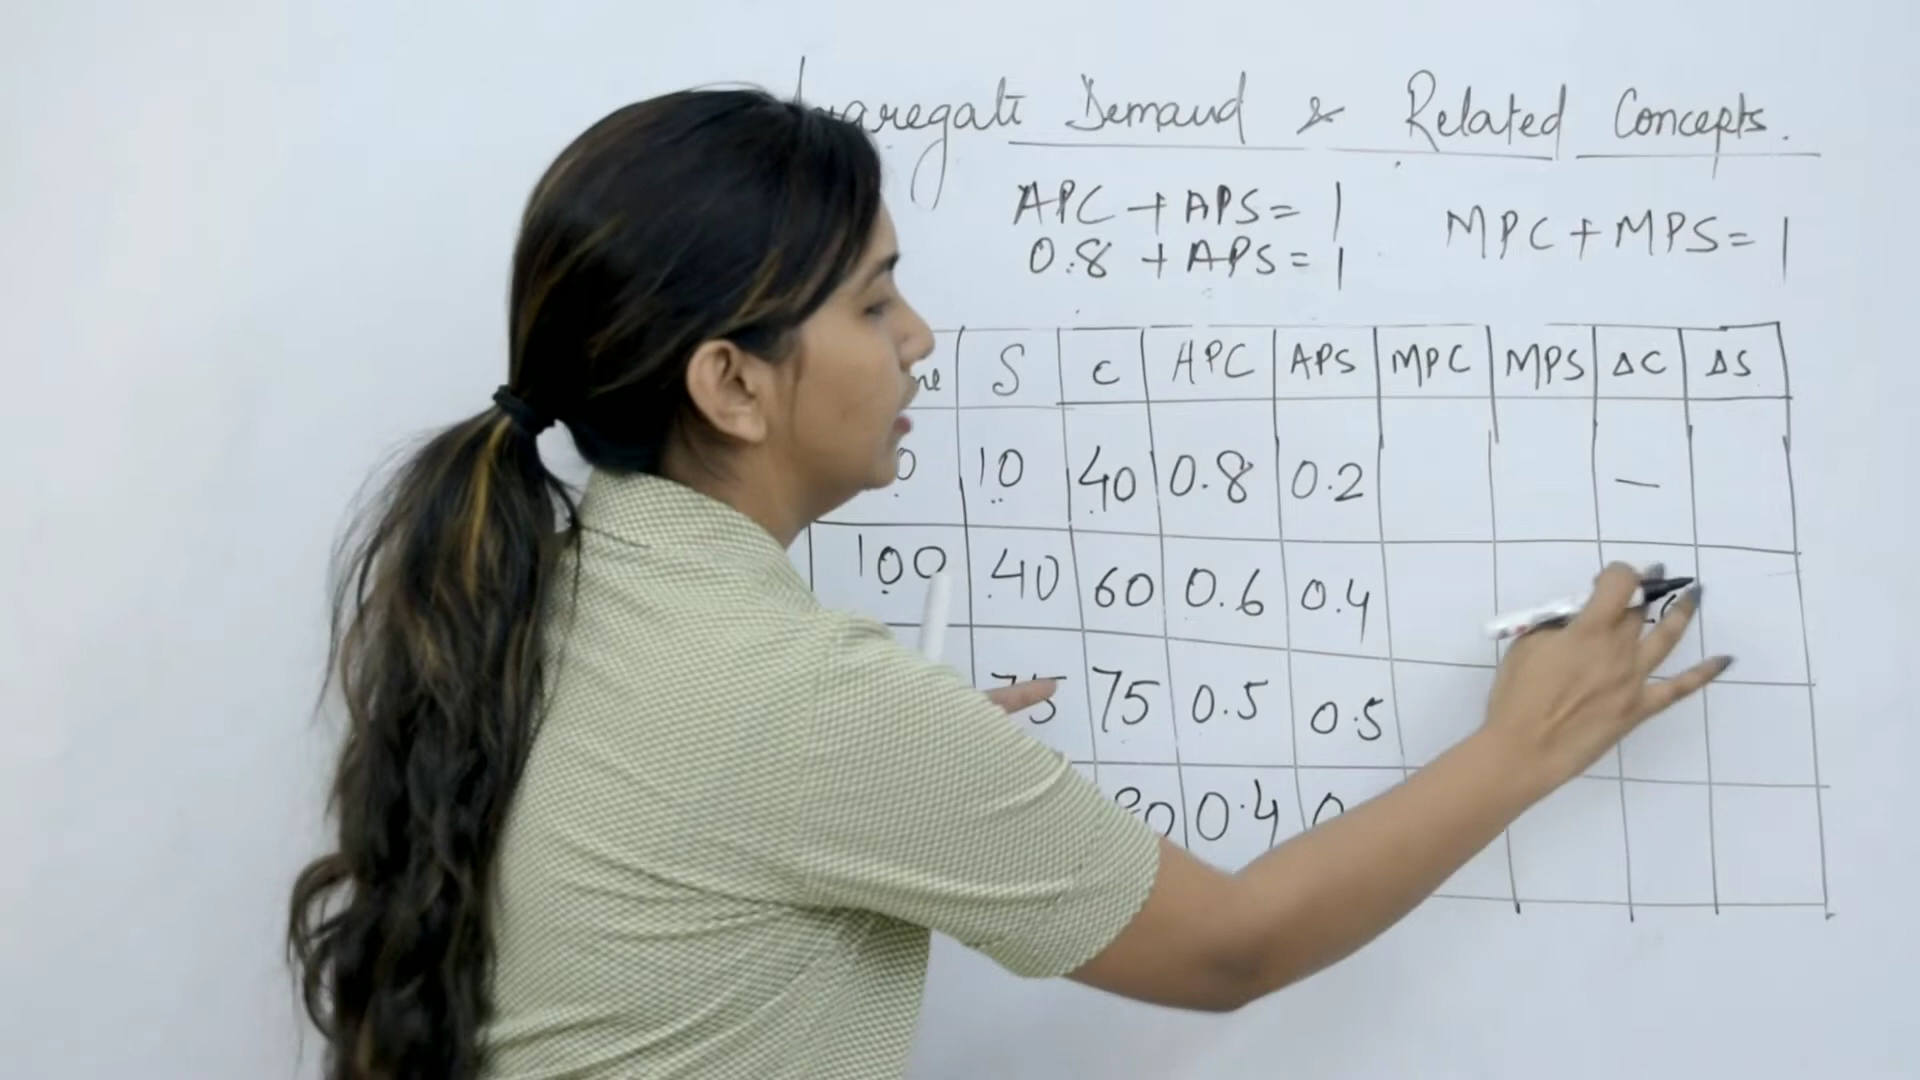 Demand & Related Concepts.
APC + APS = 1
MPC + MPS = 1
0.8 + APS = 1
S C APC APS MPC MPS ΔC ΔS
10 40 0.8 0.2 —
100 40 60 0.6 0.4
75 75 0.5 0.5
0.4